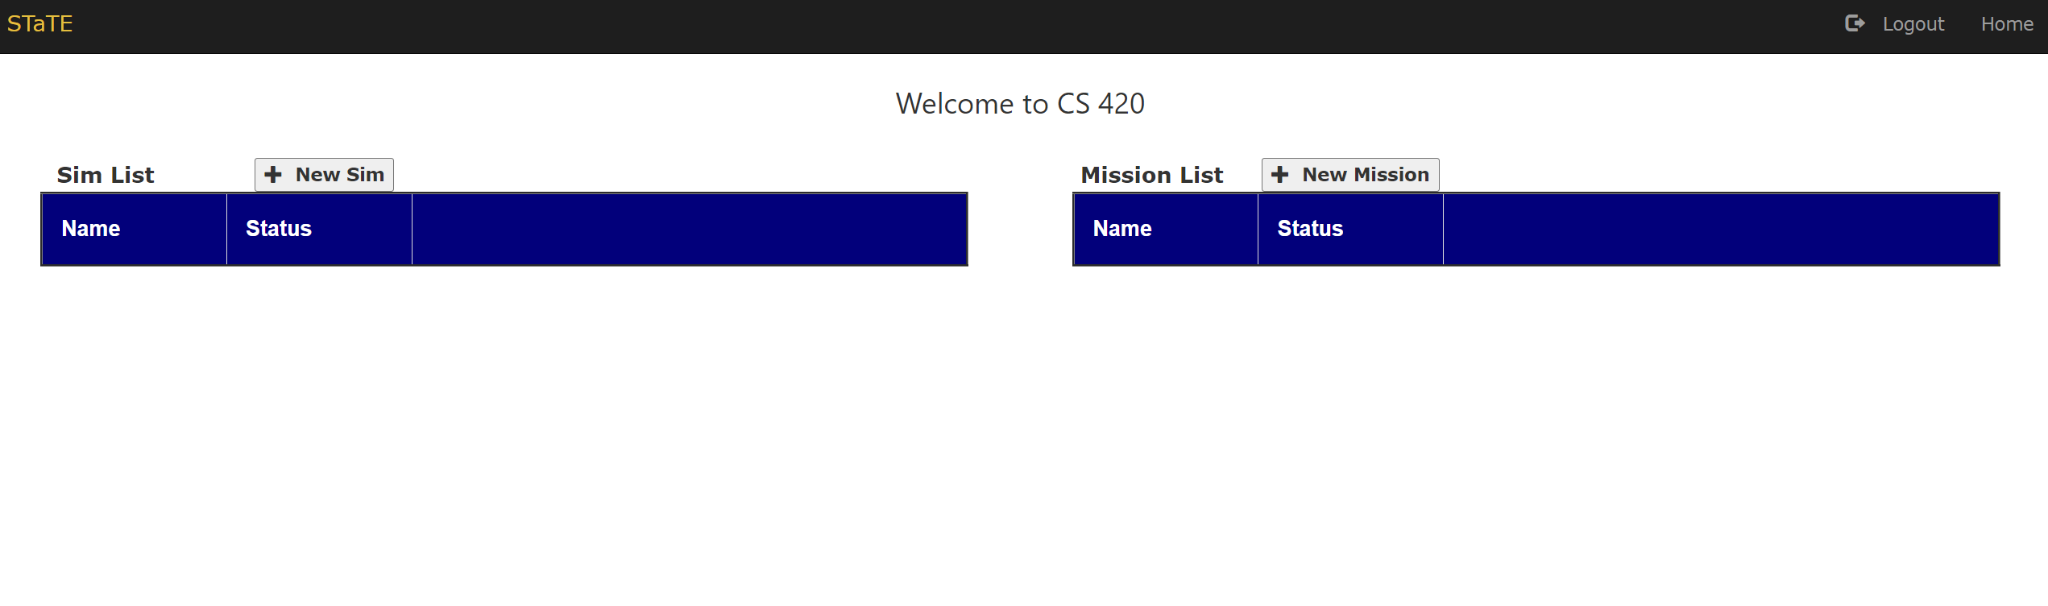 STaTE Logout Home
Welcome to CS 420
Sim List New Sim
Name Status
Mission List New Mission
Name Status